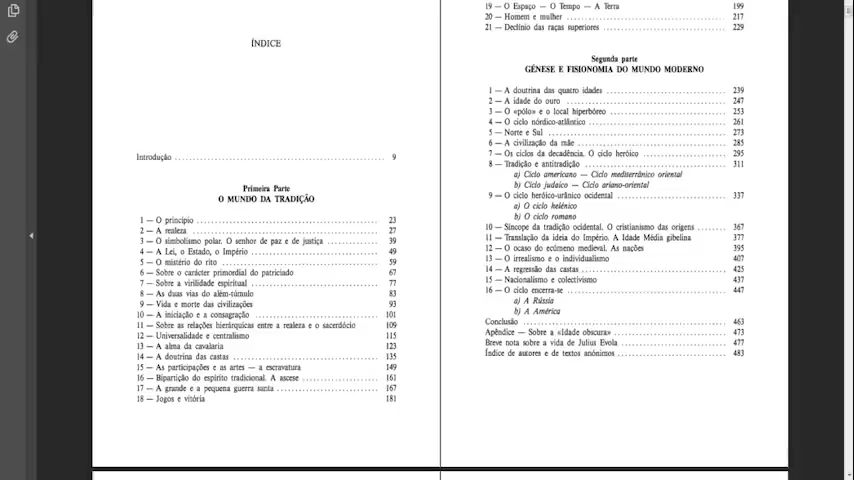 ÍNDICE
Introdução ........ 9
Primeira Parte
O MUNDO DA TRADIÇÃO
1 — O princípio ........ 23
2 — A realeza ........ 27
3 — O simbolismo polar. O senhor de paz e de justiça ........ 39
4 — A Lei, o Estado, o Império ........ 49
5 — O mistério do rito ........ 59
6 — Sobre o carácter primordial do patriciado ........ 67
7 — Sobre a virilidade espiritual ........ 77
8 — As duas vias do além-túmulo ........ 83
9 — Vida e morte das civilizações ........ 93
10 — A iniciação e a consagração ........ 101
11 — Sobre as relações hierárquicas entre a realeza e o sacerdócio 109
12 — Universalidade e centralismo ........ 115
13 — A alma da cavalaria ........ 123
14 — A doutrina das castas ........ 135
15 — As participações e as artes — a escravatura ........ 149
16 — Bipartição do espírito tradicional. A ascese ........ 161
17 — A grande e a pequena guerra santa ........ 167
18 — Jogos e vitória ........ 181
19 — O Espaço — O Tempo — A Terra ........ 199
20 — Homem e mulher ........ 217
21 — Declínio das raças superiores ........ 229
Segunda parte
GÉNESE E FISIONOMIA DO MUNDO MODERNO
1 — A doutrina das quatro idades ........ 239
2 — A idade do ouro ........ 247
3 — O «pólo» e o local hiperbóreo ........ 253
4 — O ciclo nórdico-atlântico ........ 261
5 — Norte e Sul ........ 273
6 — A civilização da mãe ........ 285
7 — Os ciclos da decadência. O ciclo heróico ........ 295
8 — Tradição e antitradição ........ 311
a) Ciclo americano — Ciclo mediterrânico oriental
b) Ciclo judaico — Ciclo ariano-oriental
9 — O ciclo heróico-urânico ocidental ........ 337
a) O ciclo helénico
b) O ciclo romano
10 — Síncope da tradição ocidental. O cristianismo das origens ........ 367
11 — Translação da ideia do Império. A Idade Média gibelina 377
12 — O ocaso do ecúmeno medieval. As nações ........ 395
13 — O irrealismo e o individualismo ........ 407
14 — A regressão das castas ........ 425
15 — Nacionalismo e colectivismo ........ 437
16 — O ciclo encerra-se ........ 447
a) A Rússia
b) A América
Conclusão ........ 463
Apêndice — Sobre a «Idade obscura» ........ 473
Breve nota sobre a vida de Julius Evola ........ 477
Índice de autores e de textos anónimos ........ 483